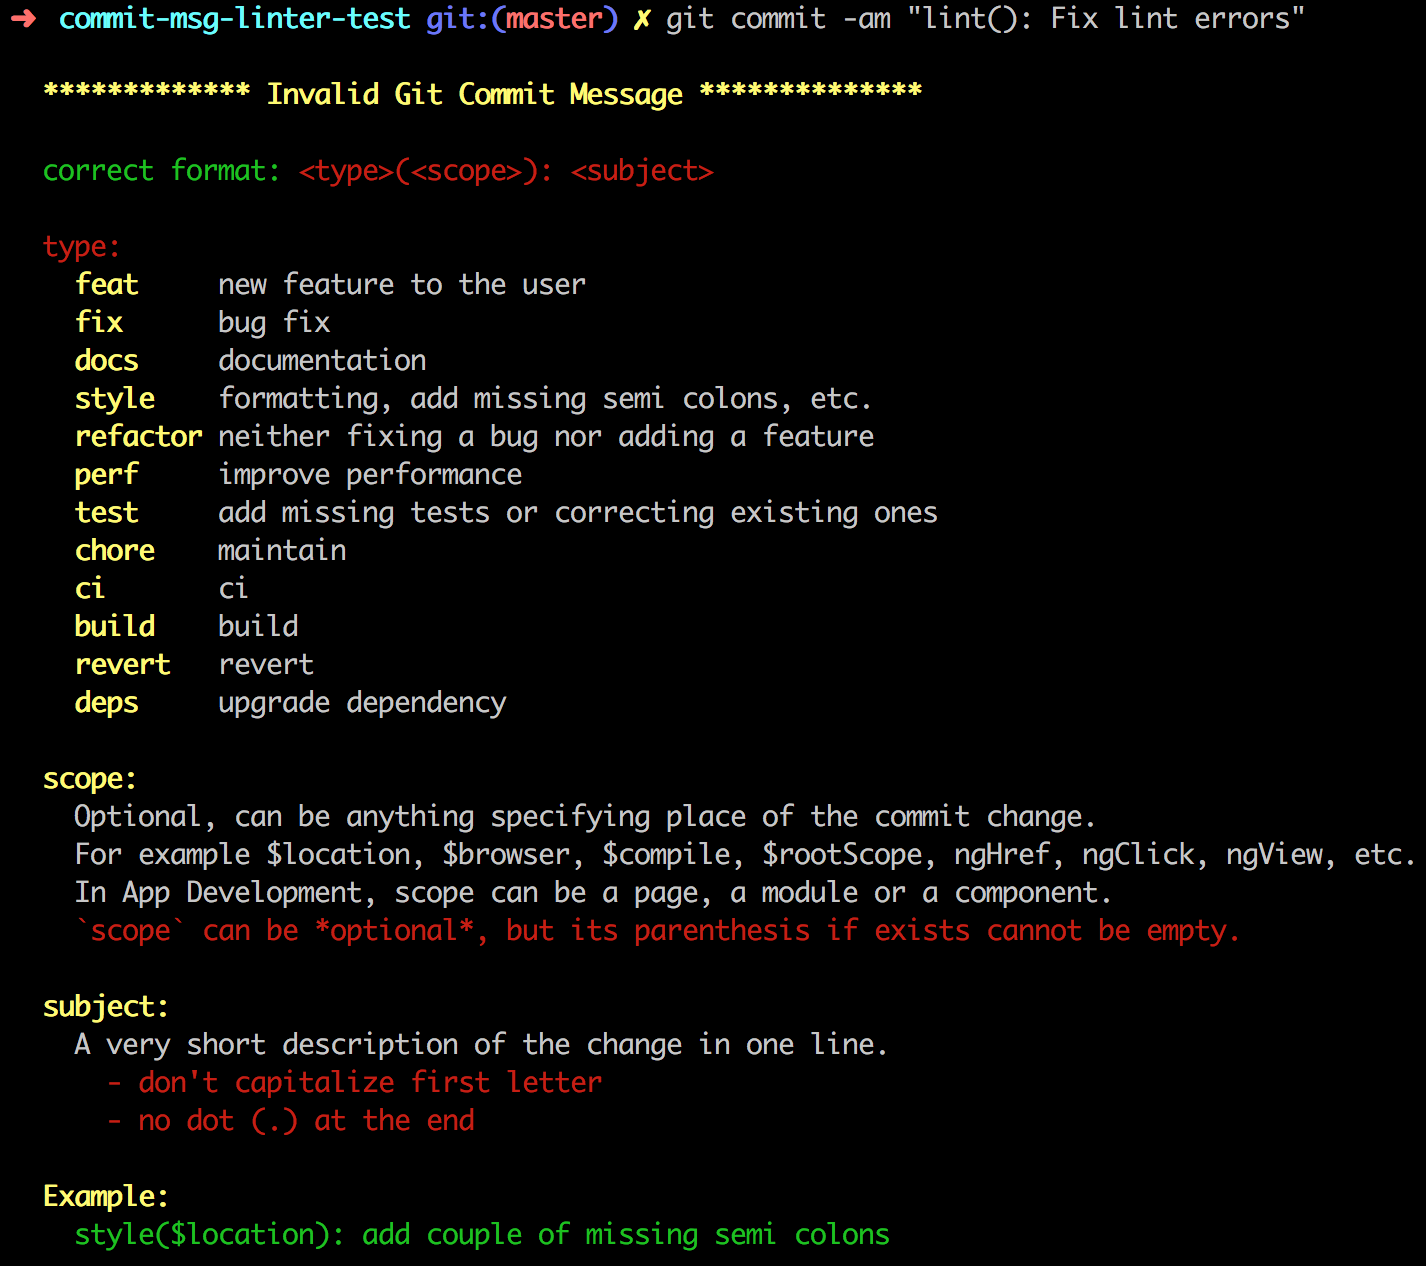 ➜ commit-msg-linter-test git:(master) ✗ git commit -am "lint(): Fix lint errors"
************* Invalid Git Commit Message **************
correct format: <type>(<scope>): <subject>
type:
feat new feature to the user
fix bug fix
docs documentation
style formatting, add missing semi colons, etc.
refactor neither fixing a bug nor adding a feature
perf improve performance
test add missing tests or correcting existing ones
chore maintain
ci ci
build build
revert revert
deps upgrade dependency
scope:
Optional, can be anything specifying place of the commit change.
For example $location, $browser, $compile, $rootScope, ngHref, ngClick, ngView, etc.
In App Development, scope can be a page, a module or a component.
`scope` can be *optional*, but its parenthesis if exists cannot be empty.
subject:
A very short description of the change in one line.
- don't capitalize first letter
- no dot (.) at the end
Example:
style($location): add couple of missing semi colons